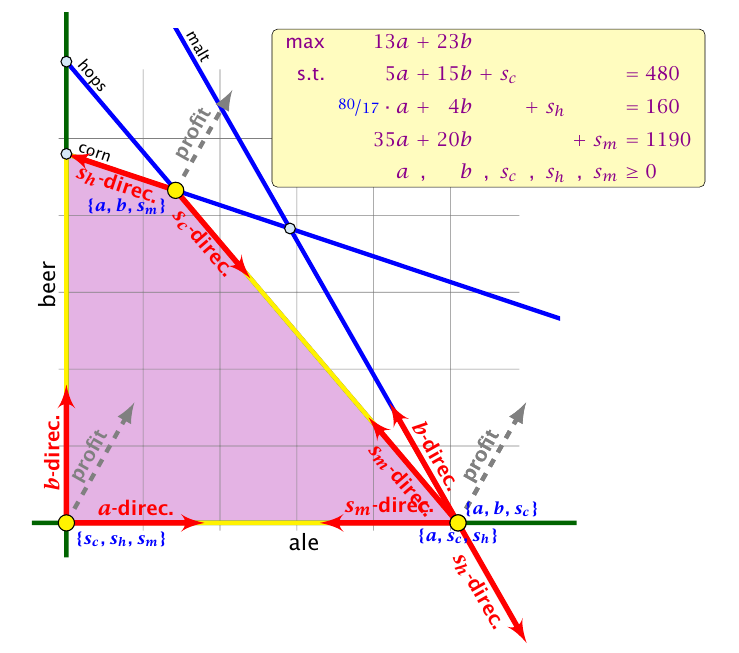 max 13a + 23b
s.t. 5a + 15b + s_c = 480
80/17 · a + 4b + s_h = 160
35a + 20b + s_m = 1190
a , b , s_c , s_h , s_m ≥ 0
malt
hops
profit
corn
s_h-direc.
{a, b, s_m}
s_c-direc.
beer
b-direc.
profit
a-direc.
{s_c, s_h, s_m}
ale
s_m-direc.
s_m-direc.
b-direc.
profit
{a, b, s_c}
{a, s_c, s_h}
s_h-direc.